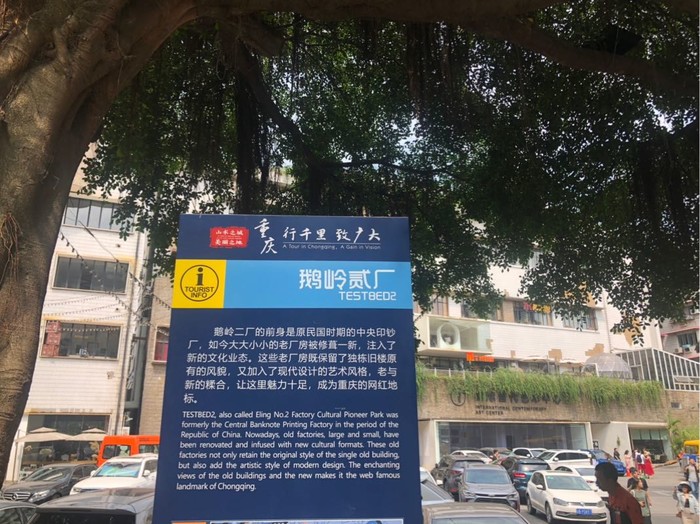 山水之城
美丽之地
重庆 行千里 致广大
A Tour in Chongqing, A Gain in Vision
i
TOURIST
INFO
鹅岭贰厂
TESTBED2
鹅岭二厂的前身是原民国时期的中央印钞
厂，如今大大小小的老厂房被修葺一新，注入了
新的文化业态。这些老厂房既保留了独栋旧楼原
有的风貌，又加入了现代设计的艺术风格，老与
新的糅合，让这里魅力十足，成为重庆的网红地
标。
TESTBED2, also called Eling No.2 Factory Cultural Pioneer Park was
formerly the Central Banknote Printing Factory in the period of the
Republic of China. Nowadays, old factories, large and small, have
been renovated and infused with new cultural formats. These old
factories not only retain the original style of the single old building,
but also add the artistic style of modern design. The enchanting
views of the old buildings and the new makes it the web famous
landmark of Chongqing.
INTERNATIONAL CONTEMPORARY
ART CENTER